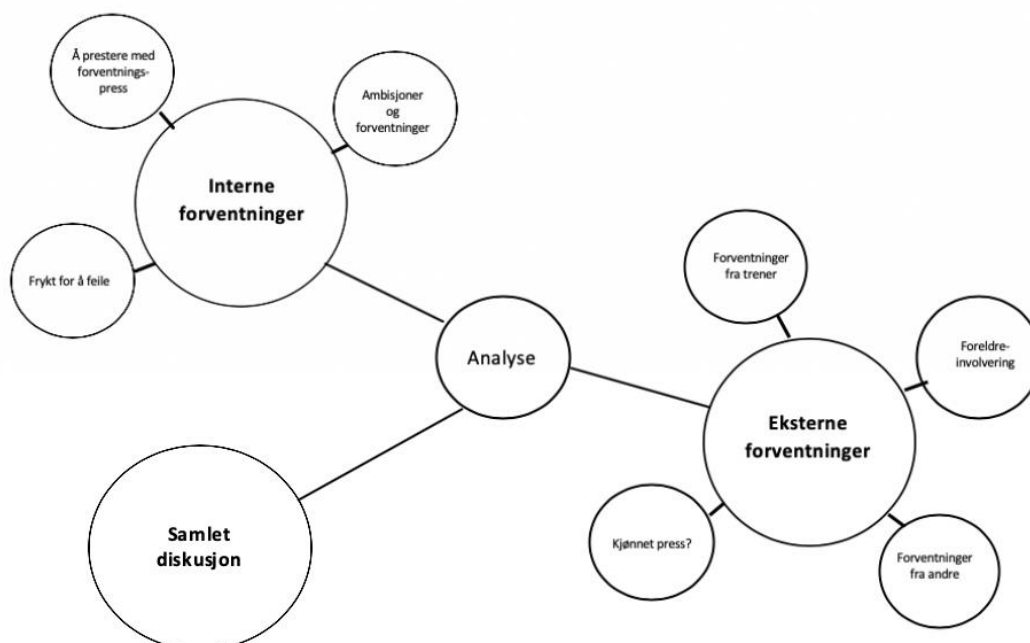 Å prestere med
forventnings-
press
Ambisjoner
og
forventninger
Interne
forventninger
Frykt for å feile
Forventninger
fra trener
Foreldre-
involvering
Analyse
Eksterne
forventninger
Samlet
diskusjon
Kjønnet press?
Forventninger
fra andre